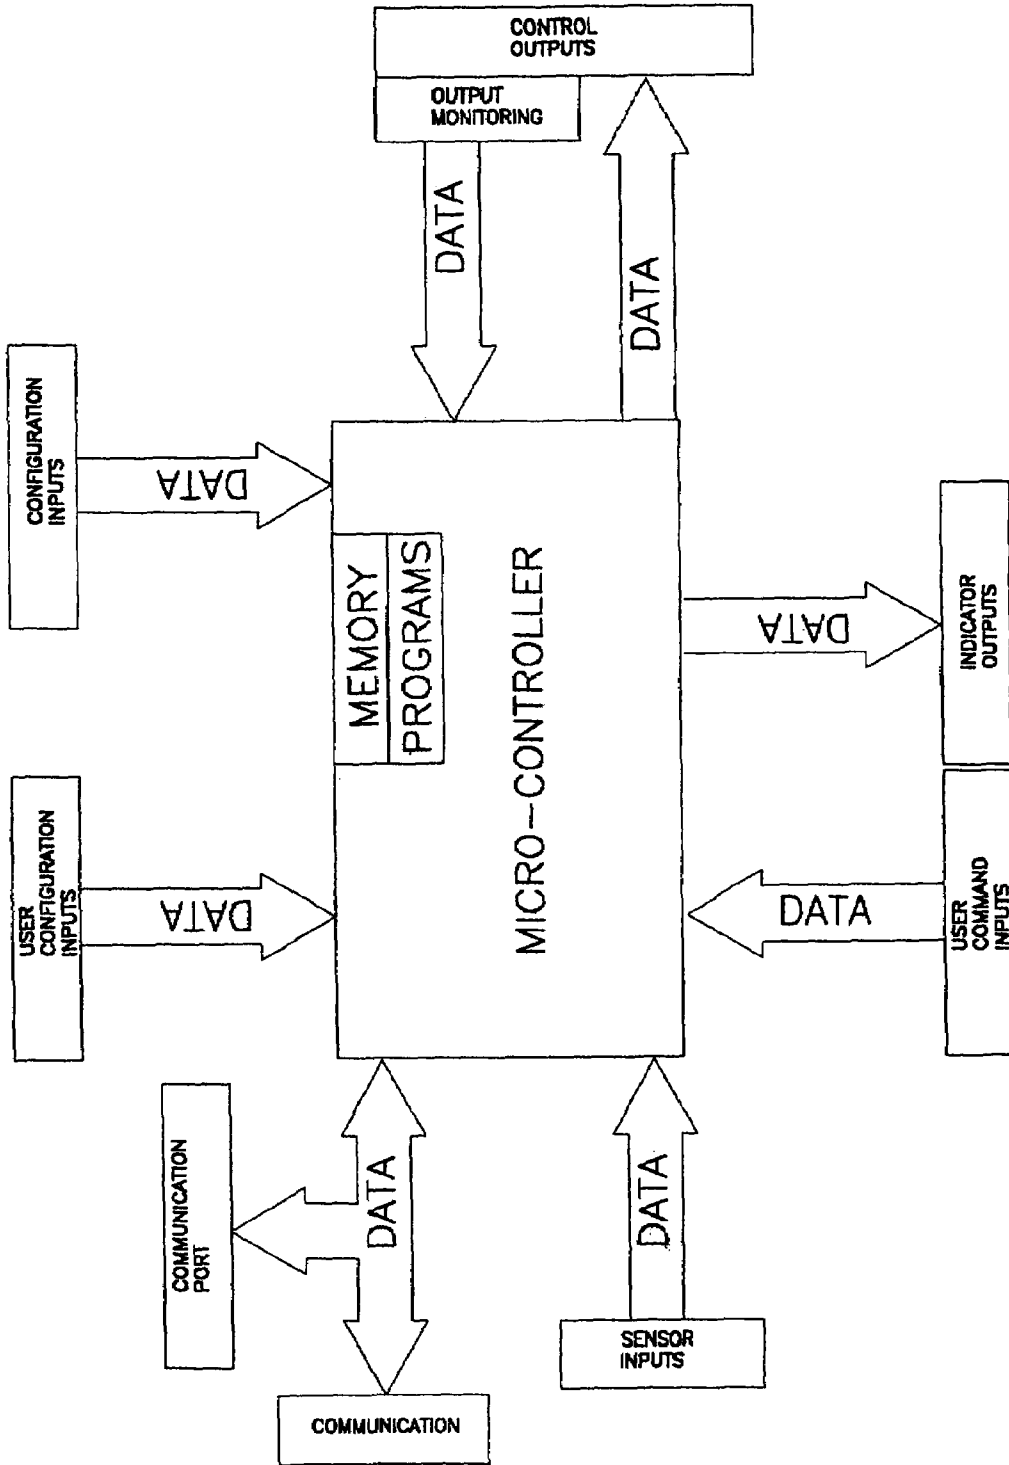 CONTROL
OUTPUTS
OUTPUT
MONITORING
DATA
DATA
CONFIGURATION
INPUTS
DATA
MEMORY
PROGRAMS
MICRO-CONTROLLER
DATA
INDICATOR
OUTPUTS
USER
CONFIGURATION
INPUTS
DATA
DATA
USER
COMMAND
INPUTS
COMMUNICATION
PORT
DATA
COMMUNICATION
DATA
SENSOR
INPUTS